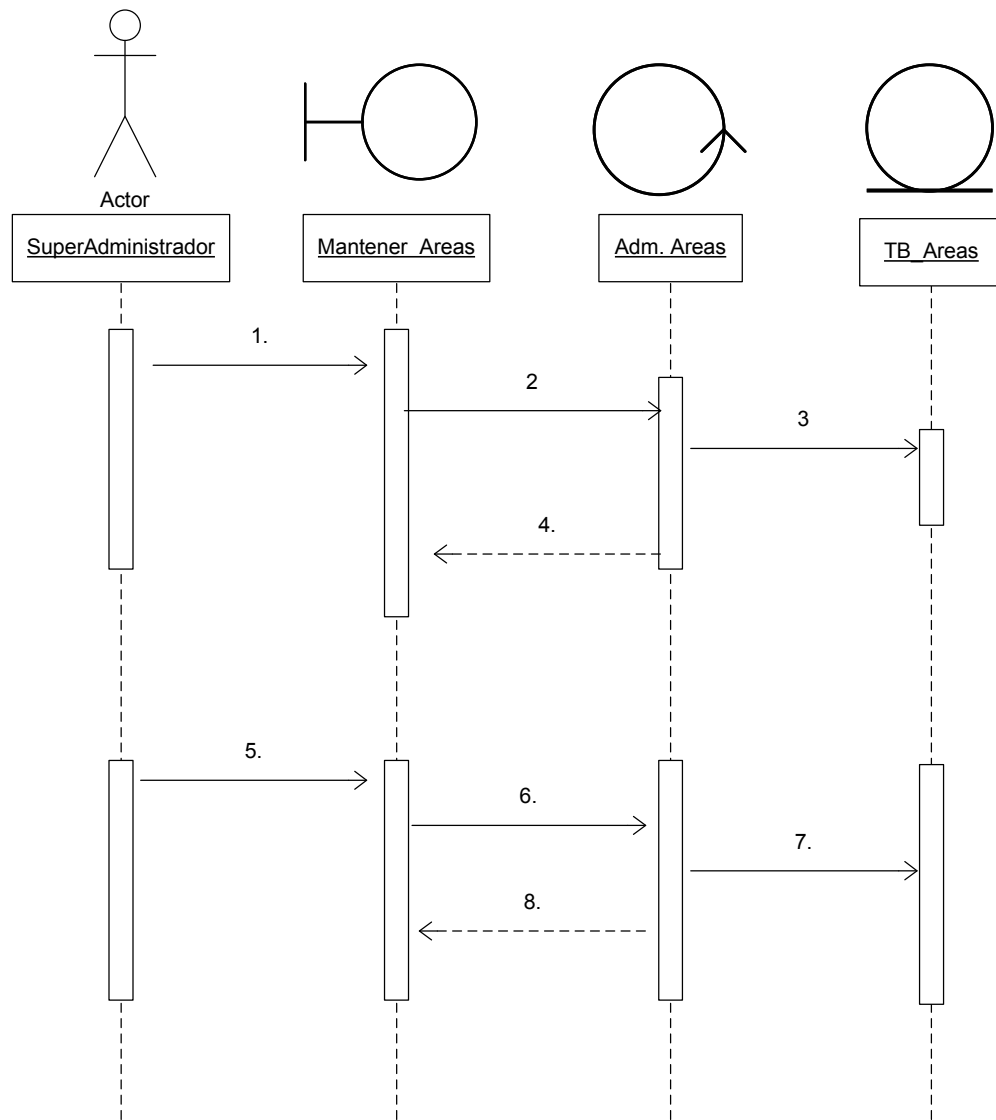 Actor
SuperAdministrador
Mantener_Areas
Adm. Areas
TB_Areas
1.
2
3
4.
5.
6.
7.
8.